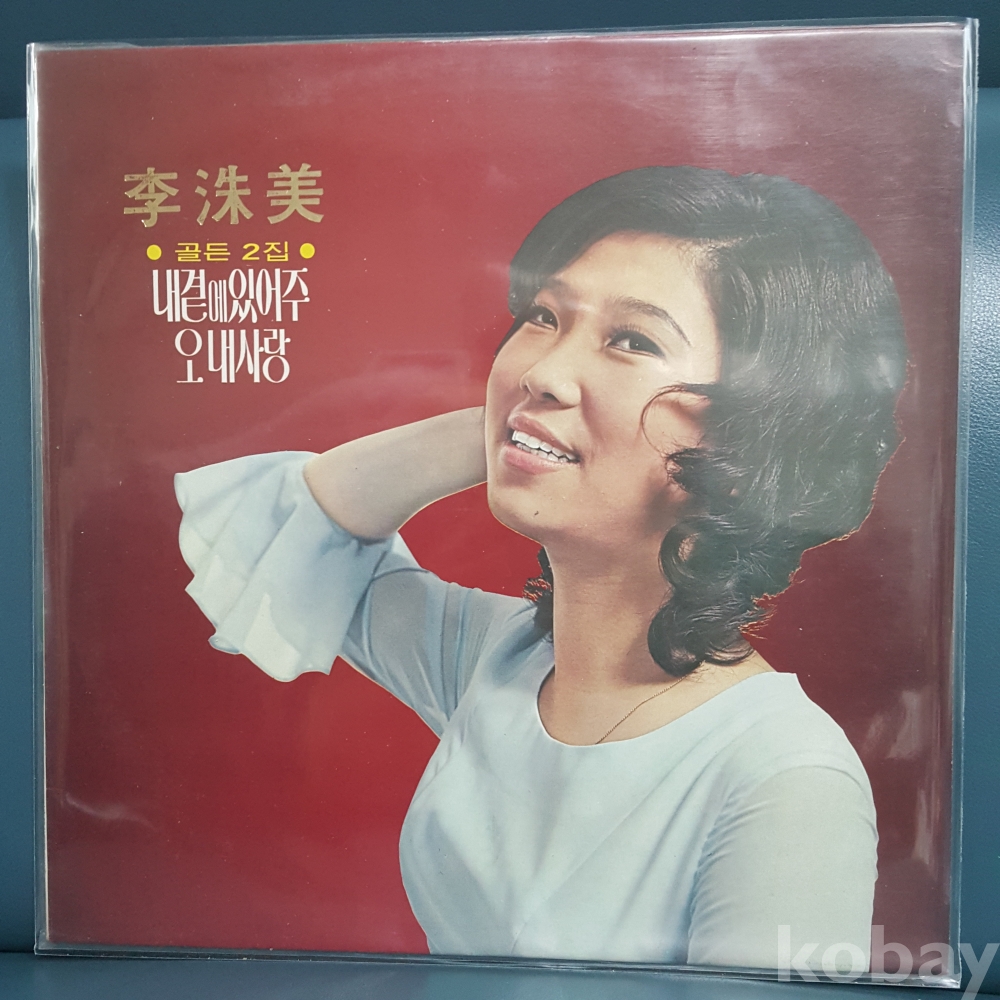 李洙美
● 골든 2집 ●
내곁에있어주
오 내사랑
kobay